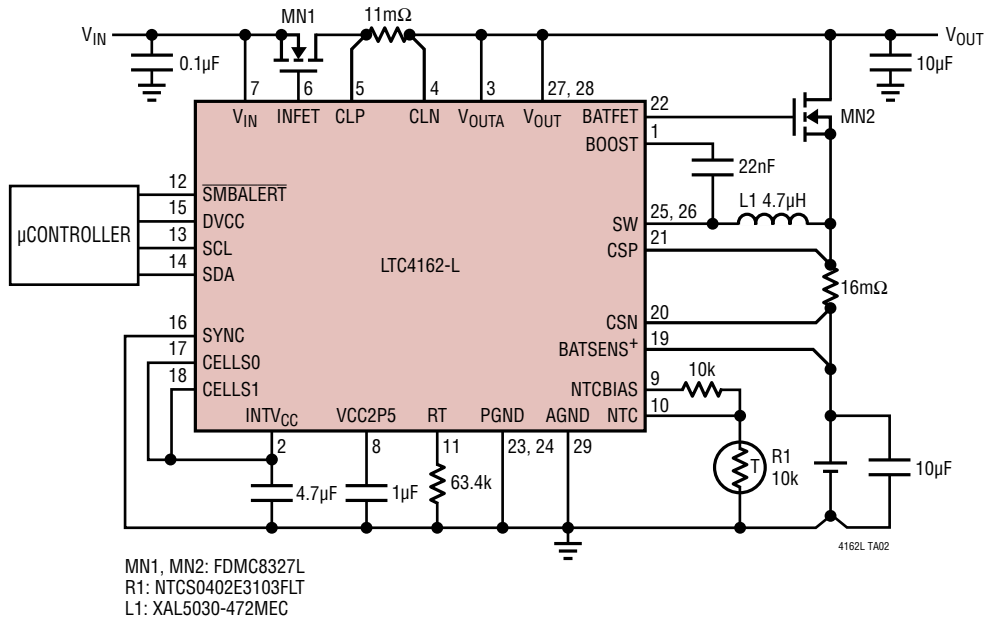 MN1
11mΩ
VIN
VOUT
0.1µF
10µF
7
6
5
4
3
27, 28
VIN
INFET
CLP
CLN
VOUTA
VOUT
BATFET
22
MN2
BOOST
1
22nF
12
SMBALERT
15
DVCC
µCONTROLLER
13
SCL
14
SDA
LTC4162-L
SW
25, 26
L1 4.7µH
CSP
21
16mΩ
CSN
20
BATSENS+
19
16
SYNC
17
CELLS0
18
CELLS1
NTCBIAS
9
10k
NTC
10
INTVCC
VCC2P5
RT
PGND
AGND
2
8
11
23, 24
29
4.7µF
1µF
63.4k
T
R1
10k
10µF
4162L TA02
MN1, MN2: FDMC8327L
R1: NTCS0402E3103FLT
L1: XAL5030-472MEC